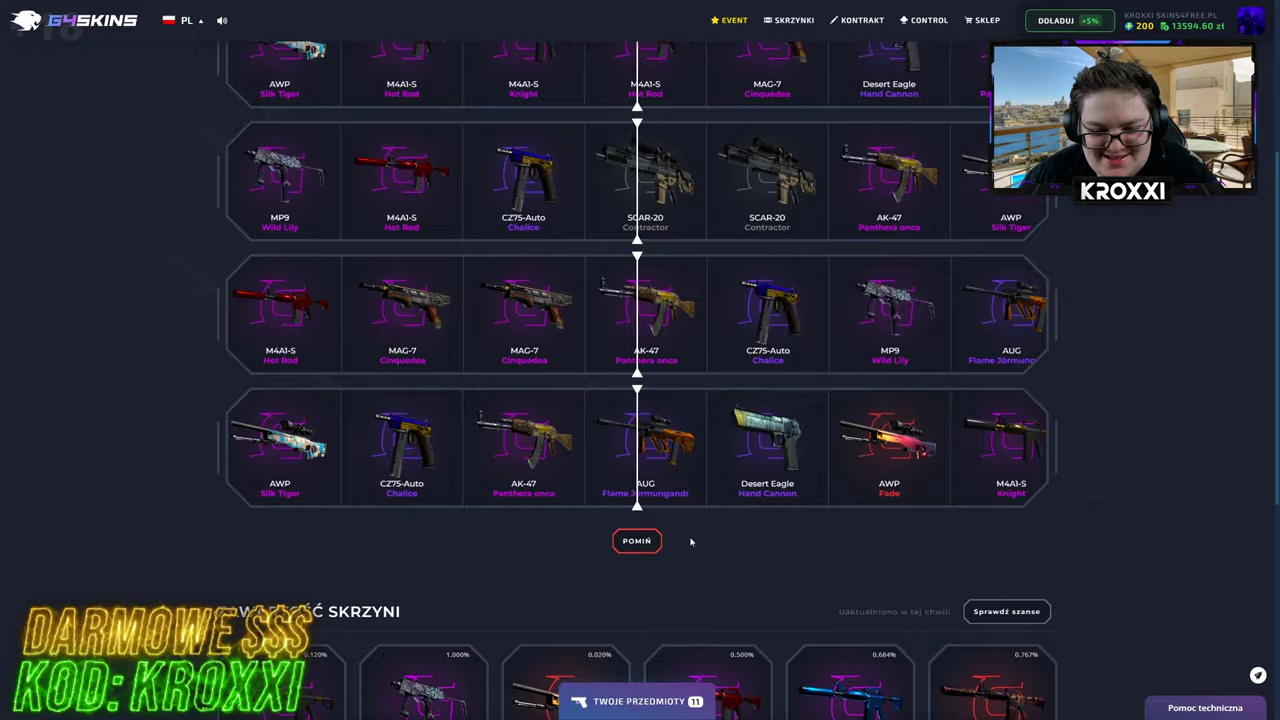 G4SKINS
PL
EVENT
SKRZYNKI
KONTRAKT
CONTROL
SKLEP
DOŁADUJ +5%
KROXXI SKINS4FREE.PL
200 13594.60 zł
AWP
Silk Tiger
M4A1-S
Hot Rod
M4A1-S
Knight
M4A1-S
Hot Rod
MAG-7
Cinquedea
Desert Eagle
Hand Cannon
KROXXI
MP9
Wild Lily
M4A1-S
Hot Rod
CZ75-Auto
Chalice
SCAR-20
Contractor
SCAR-20
Contractor
AK-47
Panthera onca
AWP
Silk Tiger
M4A1-S
Hot Rod
MAG-7
Cinquedea
MAG-7
Cinquedea
AK-47
Panthera onca
CZ75-Auto
Chalice
MP9
Wild Lily
AUG
Flame Jörmung
AWP
Silk Tiger
CZ75-Auto
Chalice
AK-47
Panthera onca
AUG
Flame Jörmungandr
Desert Eagle
Hand Cannon
AWP
Fade
M4A1-S
Knight
POMIŃ
SKRZYNI
Uaktualniono w tej chwili
Sprawdź szanse
DARMOWE $$$
KOD: KROXXI
0.120%
1.000%
0.020%
0.500%
0.684%
0.767%
TWOJE PRZEDMIOTY 11
Pomoc techniczna